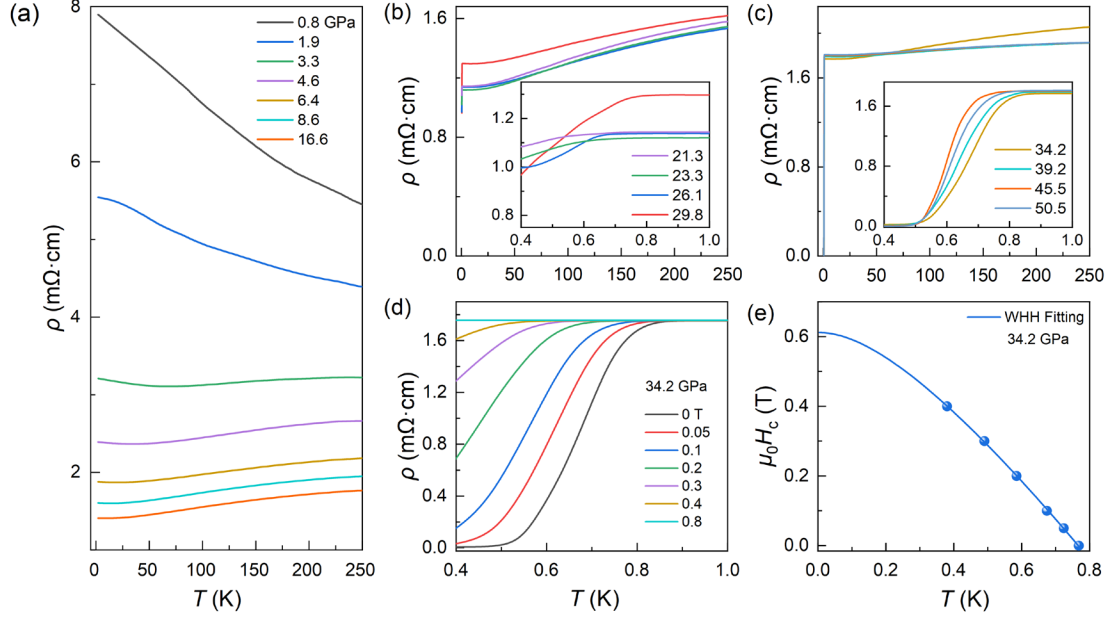 (a)
8
6
4
2
ρ (mΩ·cm)
0.8 GPa
1.9
3.3
4.6
6.4
8.6
16.6
0 50 100 150 200 250
T (K)
(b)
1.6
1.2
0.8
0.0
ρ (mΩ·cm)
1.2
1.1
1.0
0.8
21.3
23.3
26.1
29.8
0.4 0.6 0.8 1.0
0 50 100 150 200 250
(c)
1.6
0.8
0.0
ρ (mΩ·cm)
1.6
0.8
0.0
34.2
39.2
45.5
50.5
0.4 0.6 0.8 1.0
0 50 100 150 200 250
(d)
1.6
1.2
0.8
0.4
0.0
ρ (mΩ·cm)
34.2 GPa
0 T
0.05
0.1
0.2
0.3
0.4
0.8
0.4 0.6 0.8 1.0
T (K)
(e)
0.6
0.4
0.2
0.0
μ₀Hc (T)
WHH Fitting
34.2 GPa
0.0 0.2 0.4 0.6 0.8
T (K)